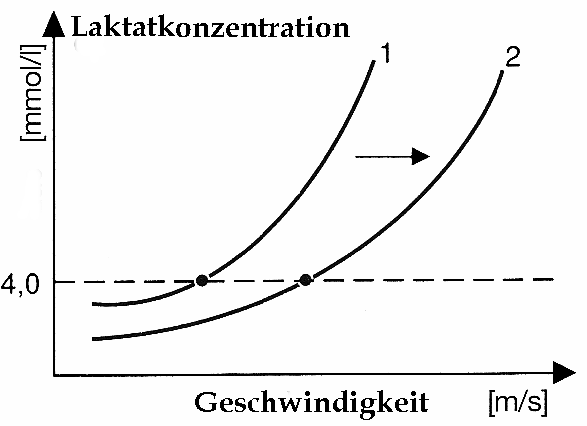 Laktatkonzentration
[mmol/l]
1
2
4,0
Geschwindigkeit [m/s]